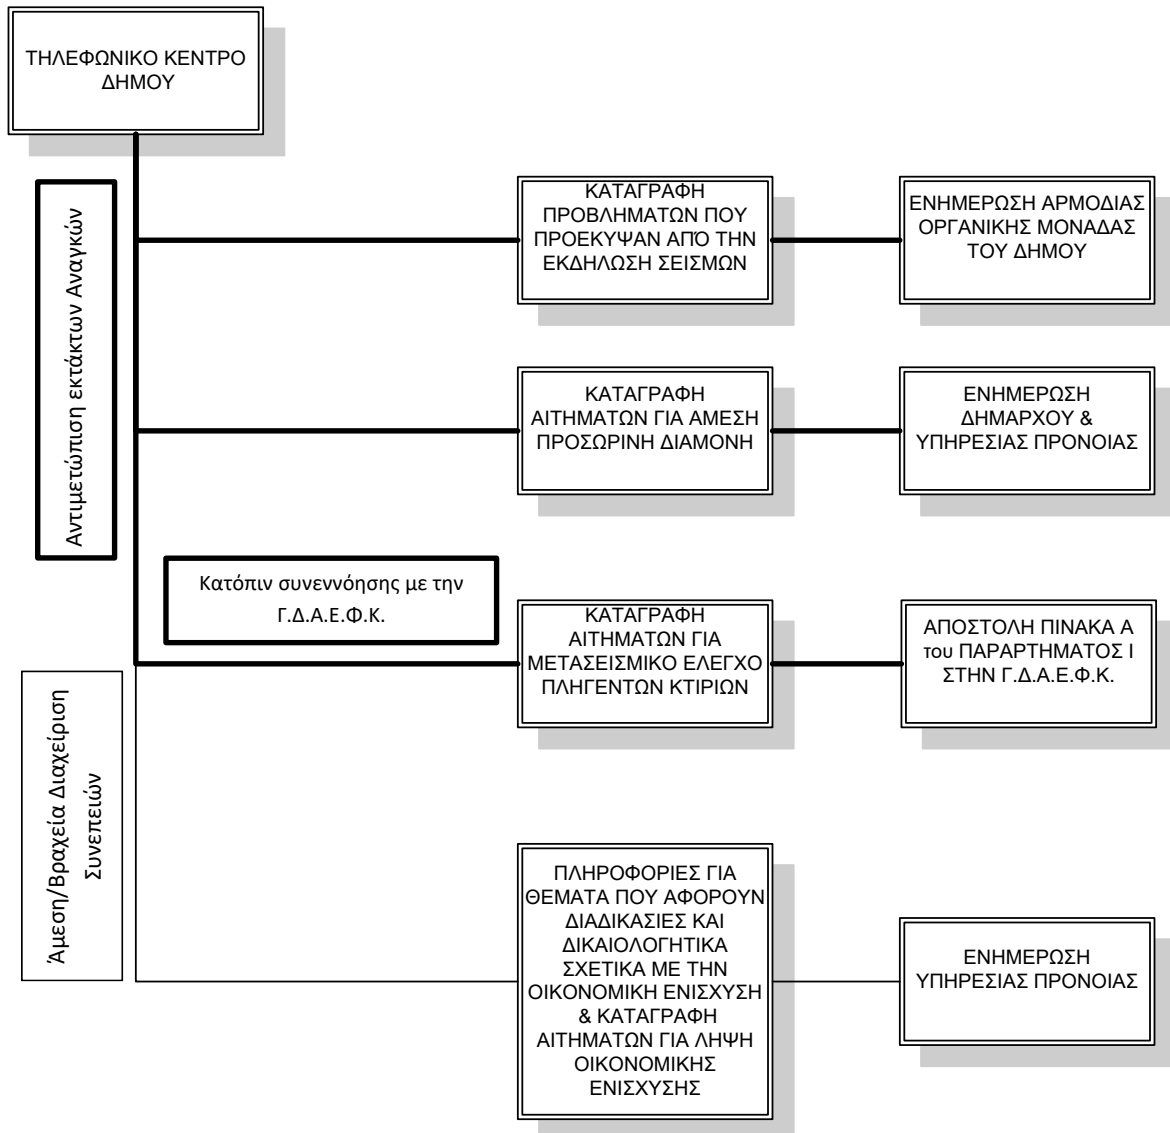 ΤΗΛΕΦΩΝΙΚΟ ΚΕΝΤΡΟ
ΔΗΜΟΥ
Αντιμετώπιση εκτάκτων Αναγκών
ΚΑΤΑΓΡΑΦΗ
ΠΡΟΒΛΗΜΑΤΩΝ ΠΟΥ
ΠΡΟΕΚΥΨΑΝ ΑΠΌ ΤΗΝ
ΕΚΔΗΛΩΣΗ ΣΕΙΣΜΩΝ
ΕΝΗΜΕΡΩΣΗ ΑΡΜΟΔΙΑΣ
ΟΡΓΑΝΙΚΗΣ ΜΟΝΑΔΑΣ
ΤΟΥ ΔΗΜΟΥ
ΚΑΤΑΓΡΑΦΗ
ΑΙΤΗΜΑΤΩΝ ΓΙΑ ΑΜΕΣΗ
ΠΡΟΣΩΡΙΝΗ ΔΙΑΜΟΝΗ
ΕΝΗΜΕΡΩΣΗ
ΔΗΜΑΡΧΟΥ &
ΥΠΗΡΕΣΙΑΣ ΠΡΟΝΟΙΑΣ
Κατόπιν συνεννόησης με την
Γ.Δ.Α.Ε.Φ.Κ.
ΚΑΤΑΓΡΑΦΗ
ΑΙΤΗΜΑΤΩΝ ΓΙΑ
ΜΕΤΑΣΕΙΣΜΙΚΟ ΕΛΕΓΧΟ
ΠΛΗΓΕΝΤΩΝ ΚΤΙΡΙΩΝ
ΑΠΟΣΤΟΛΗ ΠΙΝΑΚΑ Α
του ΠΑΡΑΡΤΗΜΑΤΟΣ Ι
ΣΤΗΝ Γ.Δ.Α.Ε.Φ.Κ.
Άμεση/Βραχεία Διαχείριση
Συνεπειών
ΠΛΗΡΟΦΟΡΙΕΣ ΓΙΑ
ΘΕΜΑΤΑ ΠΟΥ ΑΦΟΡΟΥΝ
ΔΙΑΔΙΚΑΣΙΕΣ ΚΑΙ
ΔΙΚΑΙΟΛΟΓΗΤΙΚΑ
ΣΧΕΤΙΚΑ ΜΕ ΤΗΝ
ΟΙΚΟΝΟΜΙΚΗ ΕΝΙΣΧΥΣΗ
& ΚΑΤΑΓΡΑΦΗ
ΑΙΤΗΜΑΤΩΝ ΓΙΑ ΛΗΨΗ
ΟΙΚΟΝΟΜΙΚΗΣ
ΕΝΙΣΧΥΣΗΣ
ΕΝΗΜΕΡΩΣΗ
ΥΠΗΡΕΣΙΑΣ ΠΡΟΝΟΙΑΣ